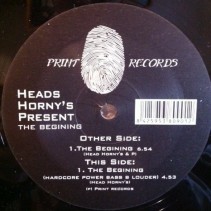 PRINT RECORDS
HEADS
HORNY'S
PRESENT
THE BEGINING
OTHER SIDE:
1.THE BEGINING 6.54
(HEAD HORNY'S & P)
THIS SIDE:
1. THE BEGINING
(HARDCORE POWER BASS & LOUDER) 4.53
(HEAD HORNY'S)
(P) PRINT RECORDS